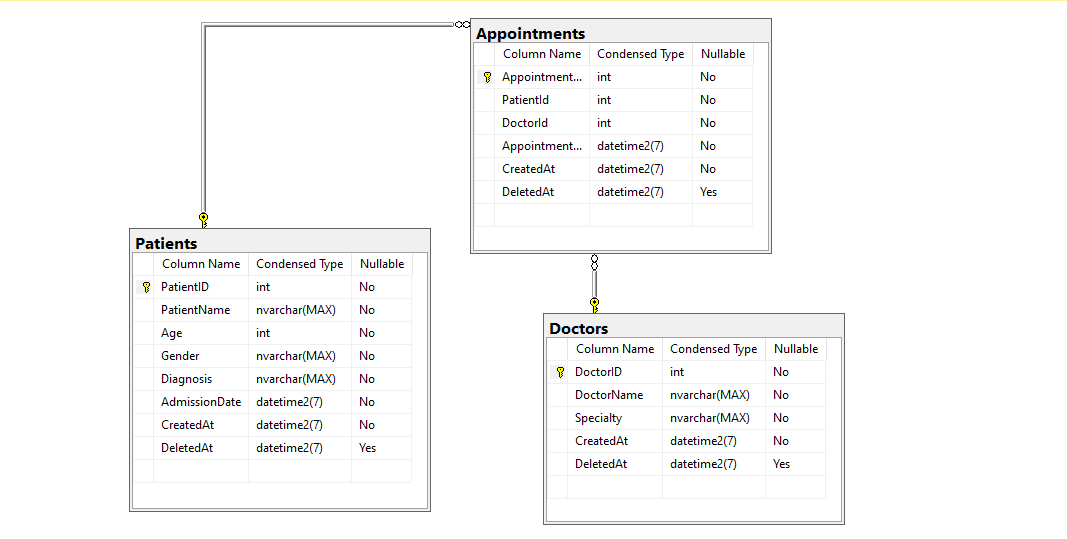 Appointments
Column Name Condensed Type Nullable
Appointment... int No
PatientId int No
DoctorId int No
Appointment... datetime2(7) No
CreatedAt datetime2(7) No
DeletedAt datetime2(7) Yes
Patients
Column Name Condensed Type Nullable
PatientID int No
PatientName nvarchar(MAX) No
Age int No
Gender nvarchar(MAX) No
Diagnosis nvarchar(MAX) No
AdmissionDate datetime2(7) No
CreatedAt datetime2(7) No
DeletedAt datetime2(7) Yes
Doctors
Column Name Condensed Type Nullable
DoctorID int No
DoctorName nvarchar(MAX) No
Specialty nvarchar(MAX) No
CreatedAt datetime2(7) No
DeletedAt datetime2(7) Yes